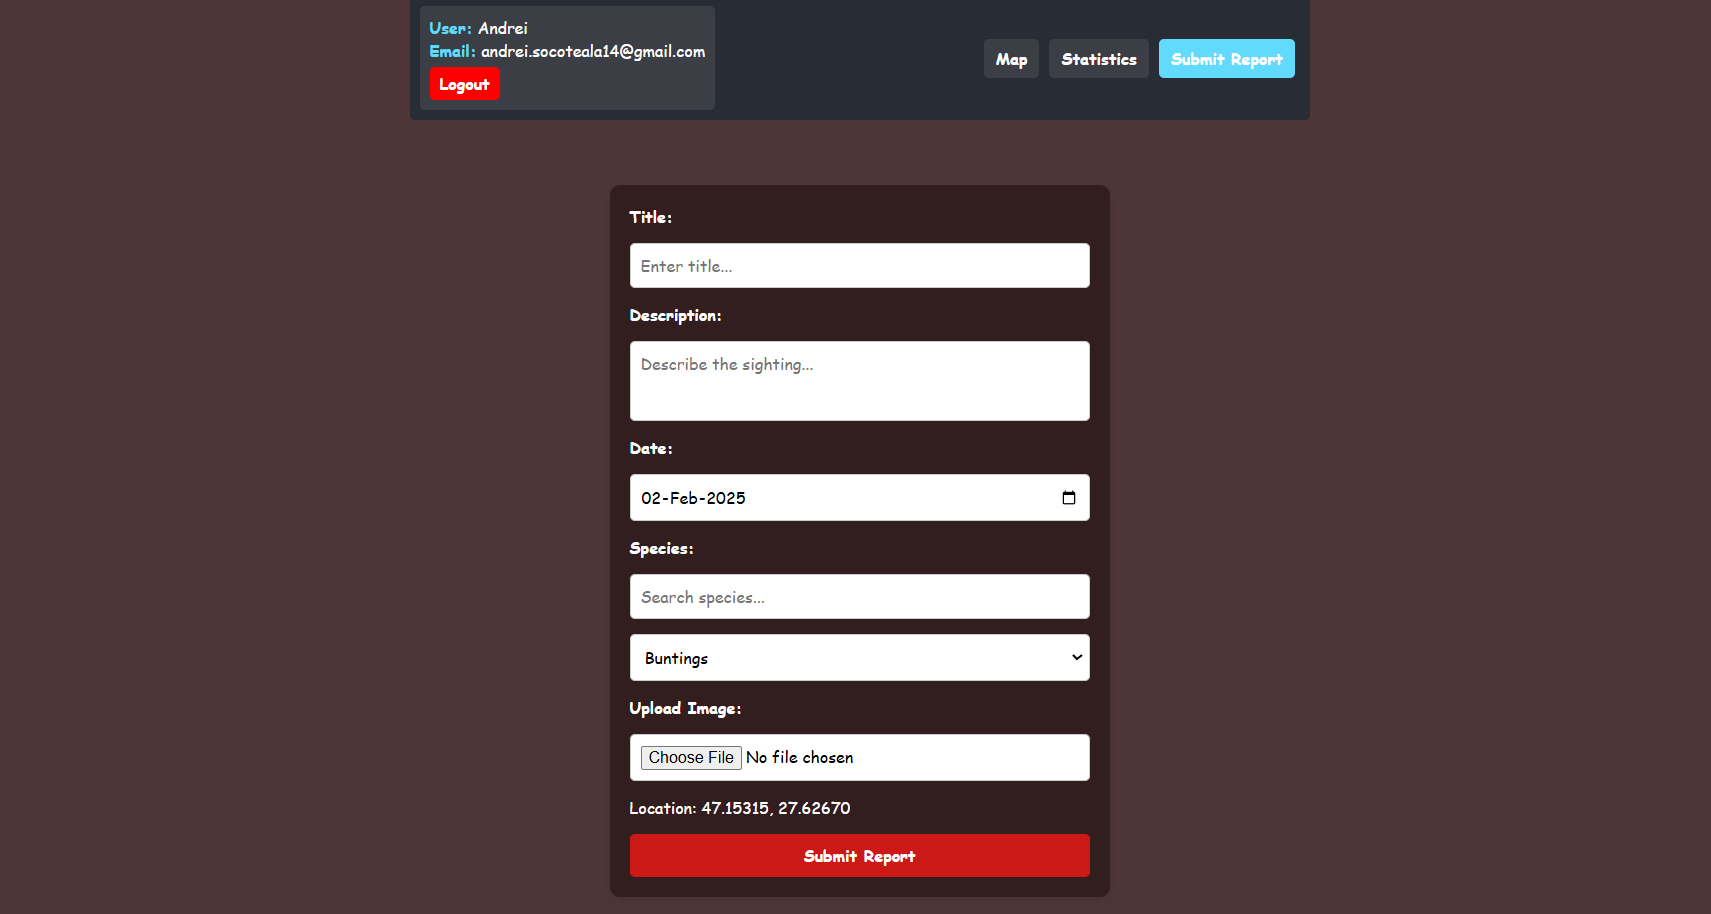 User: Andrei
Email: andrei.socoteala14@gmail.com
Logout
Map
Statistics
Submit Report
Title:
Enter title...
Description:
Describe the sighting...
Date:
02-Feb-2025
Species:
Search species...
Buntings
Upload Image:
Choose File No file chosen
Location: 47.15315, 27.62670
Submit Report